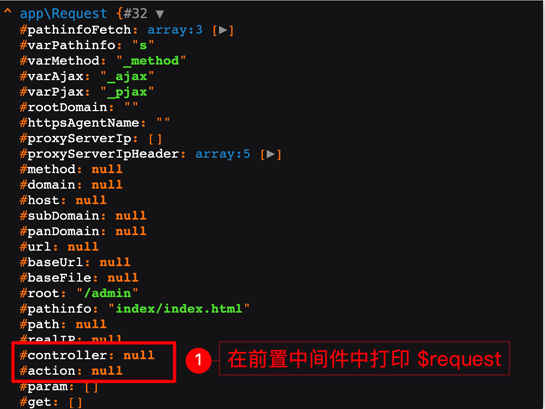 ^ app\Request {#32 ▼
#pathinfoFetch: array:3 [▶]
#varPathinfo: "s"
#varMethod: "_method"
#varAjax: "_ajax"
#varPjax: "_pjax"
#rootDomain: ""
#httpsAgentName: ""
#proxyServerIp: []
#proxyServerIpHeader: array:5 [▶]
#method: null
#domain: null
#host: null
#subDomain: null
#panDomain: null
#url: null
#baseUrl: null
#baseFile: null
#root: "/admin"
#pathinfo: "index/index.html"
#path: null
#realIP: null
#controller: null
1 在前置中间件中打印 $request
#action: null
#param: []
#get: []